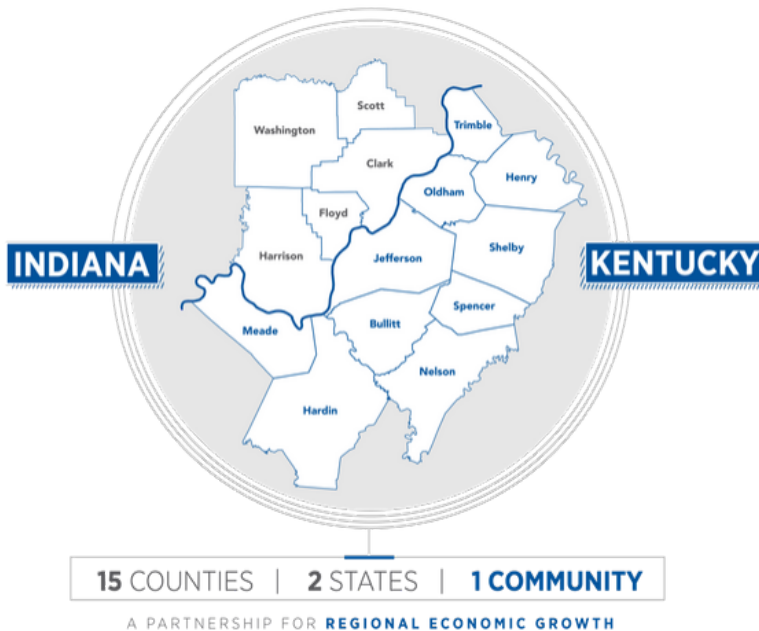 Scott
Washington
Trimble
Clark
Henry
Oldham
Floyd
Shelby
Harrison
Jefferson
INDIANA
KENTUCKY
Spencer
Bullitt
Meade
Nelson
Hardin
15 COUNTIES | 2 STATES | 1 COMMUNITY
A PARTNERSHIP FOR REGIONAL ECONOMIC GROWTH